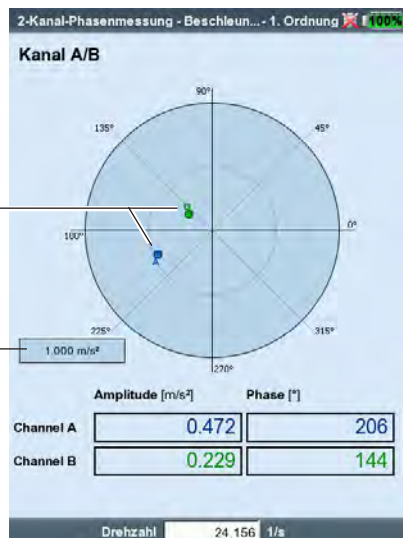 2-Kanal-Phasenmessung - Beschleun...- 1. Ordnung 100%
Kanal A/B
90°
135° 45°
180° 0°
B
A
225° 315°
1.000 m/s²
270°
Amplitude [m/s²] Phase [°]
Channel A 0.472 206
Channel B 0.229 144
Drehzahl 24.156 1/s